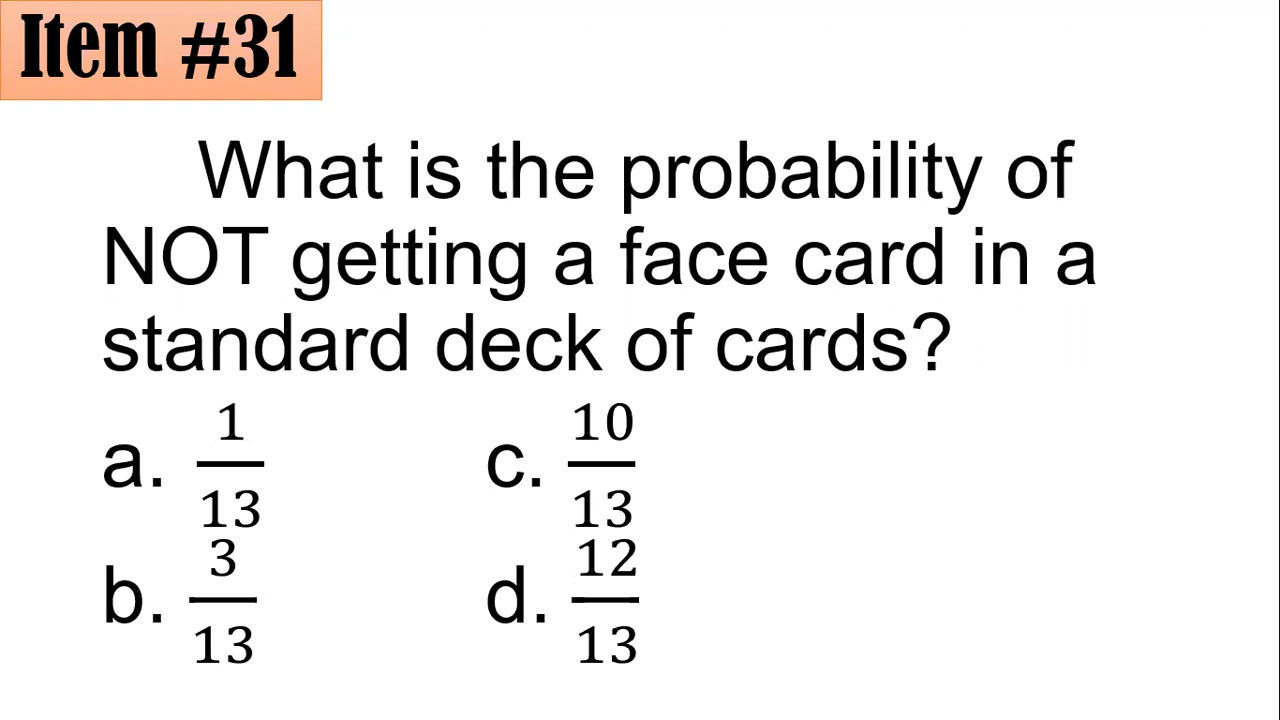 Item #31
What is the probability of
NOT getting a face card in a
standard deck of cards?
a. 1/13 c. 10/13
b. 3/13 d. 12/13